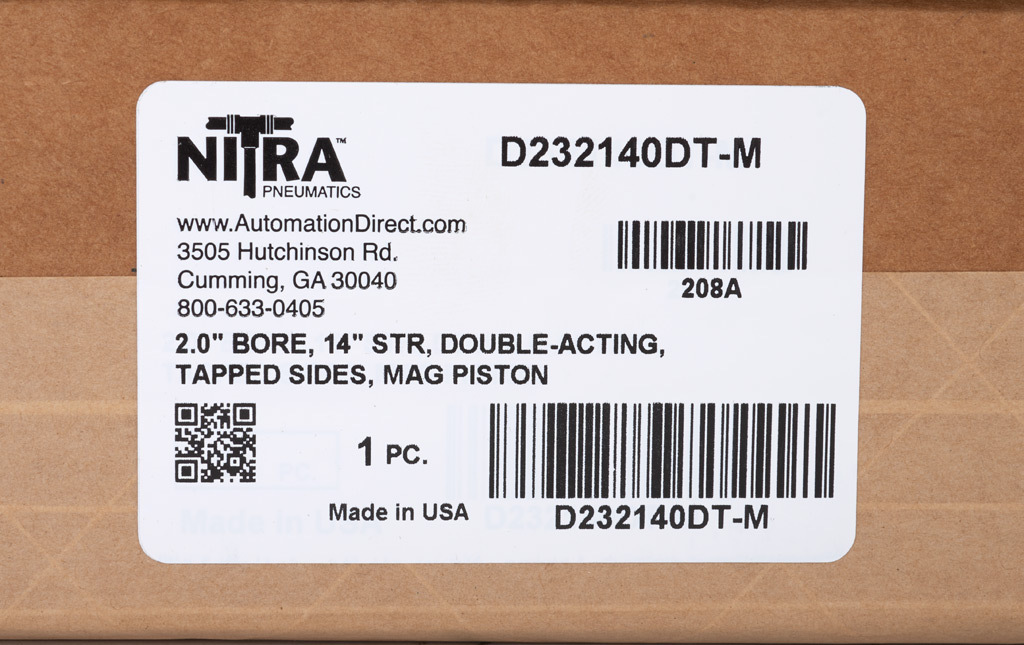 NITRA™
PNEUMATICS
D232140DT-M
www.AutomationDirect.com
3505 Hutchinson Rd.
Cumming, GA 30040
800-633-0405
208A
2.0" BORE, 14" STR, DOUBLE-ACTING,
TAPPED SIDES, MAG PISTON
1 PC.
Made in USA
D232140DT-M